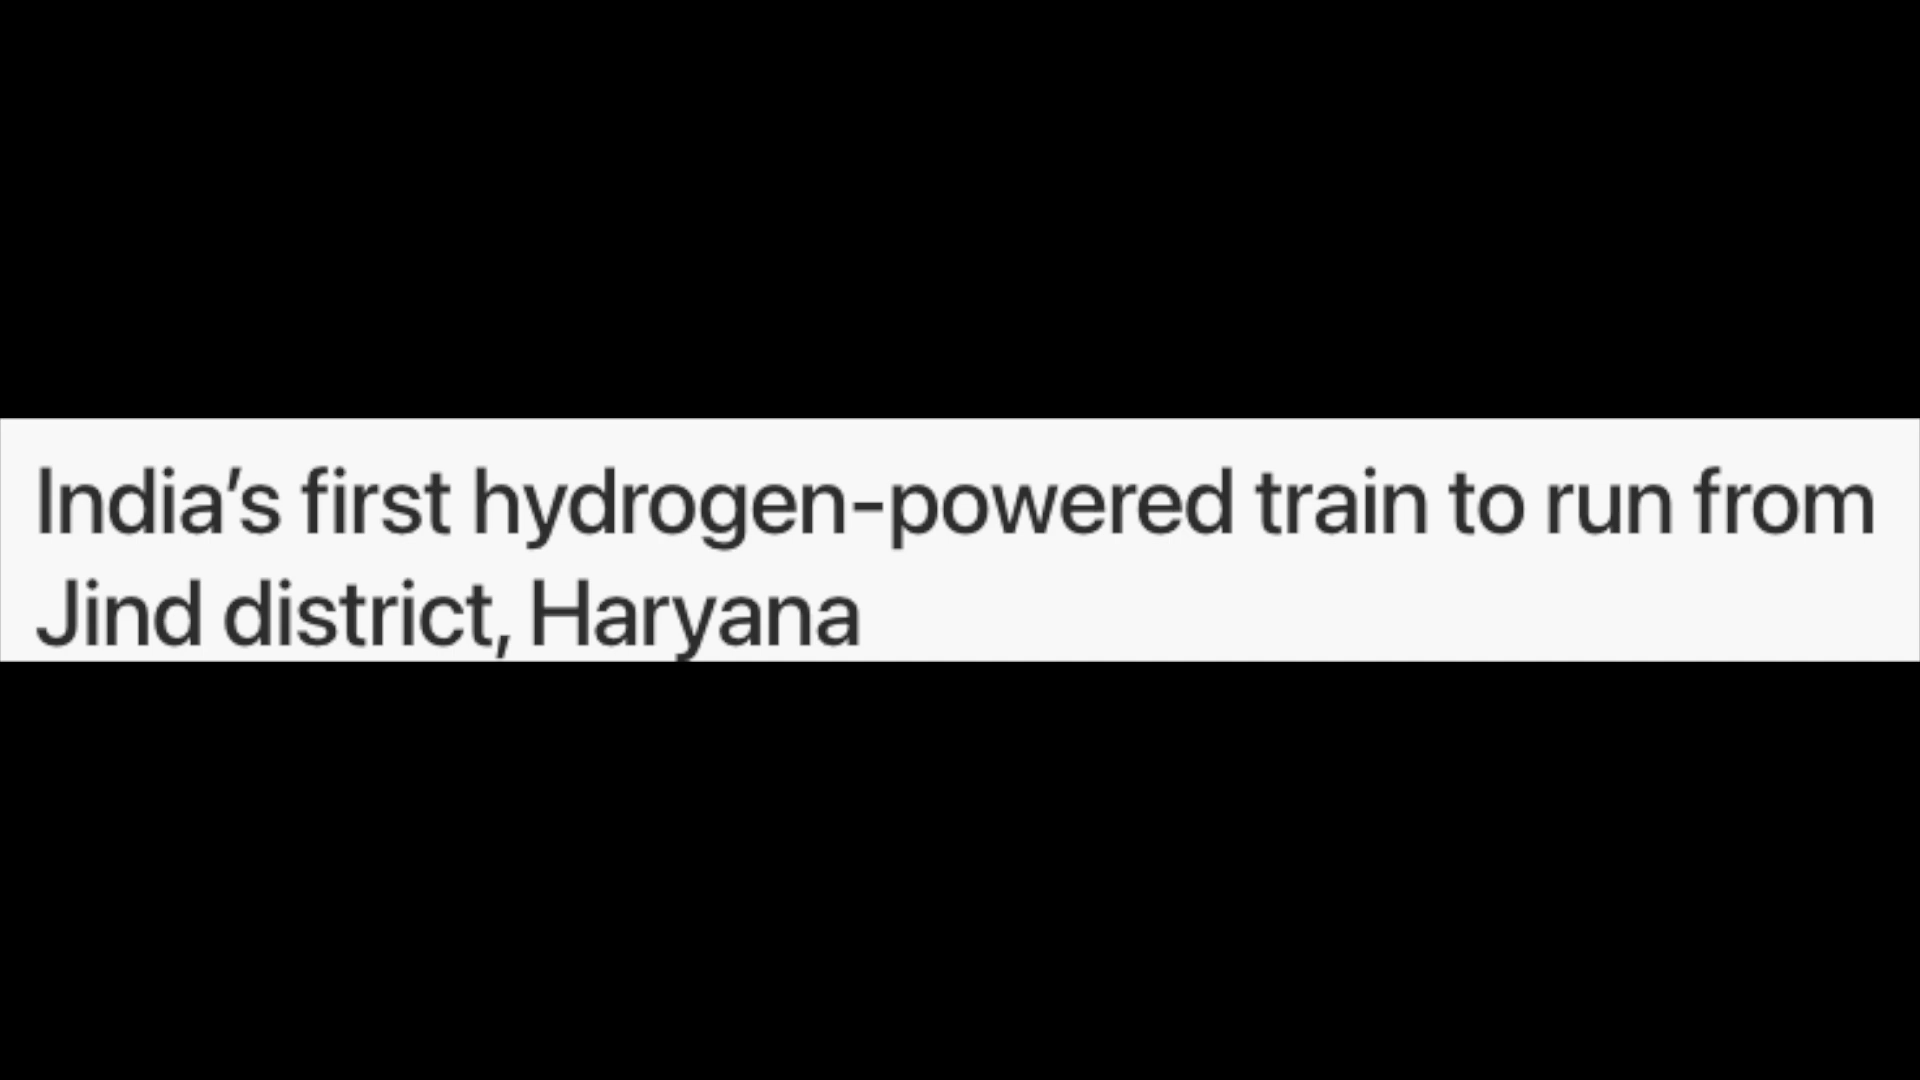 India’s first hydrogen-powered train to run from
Jind district, Haryana